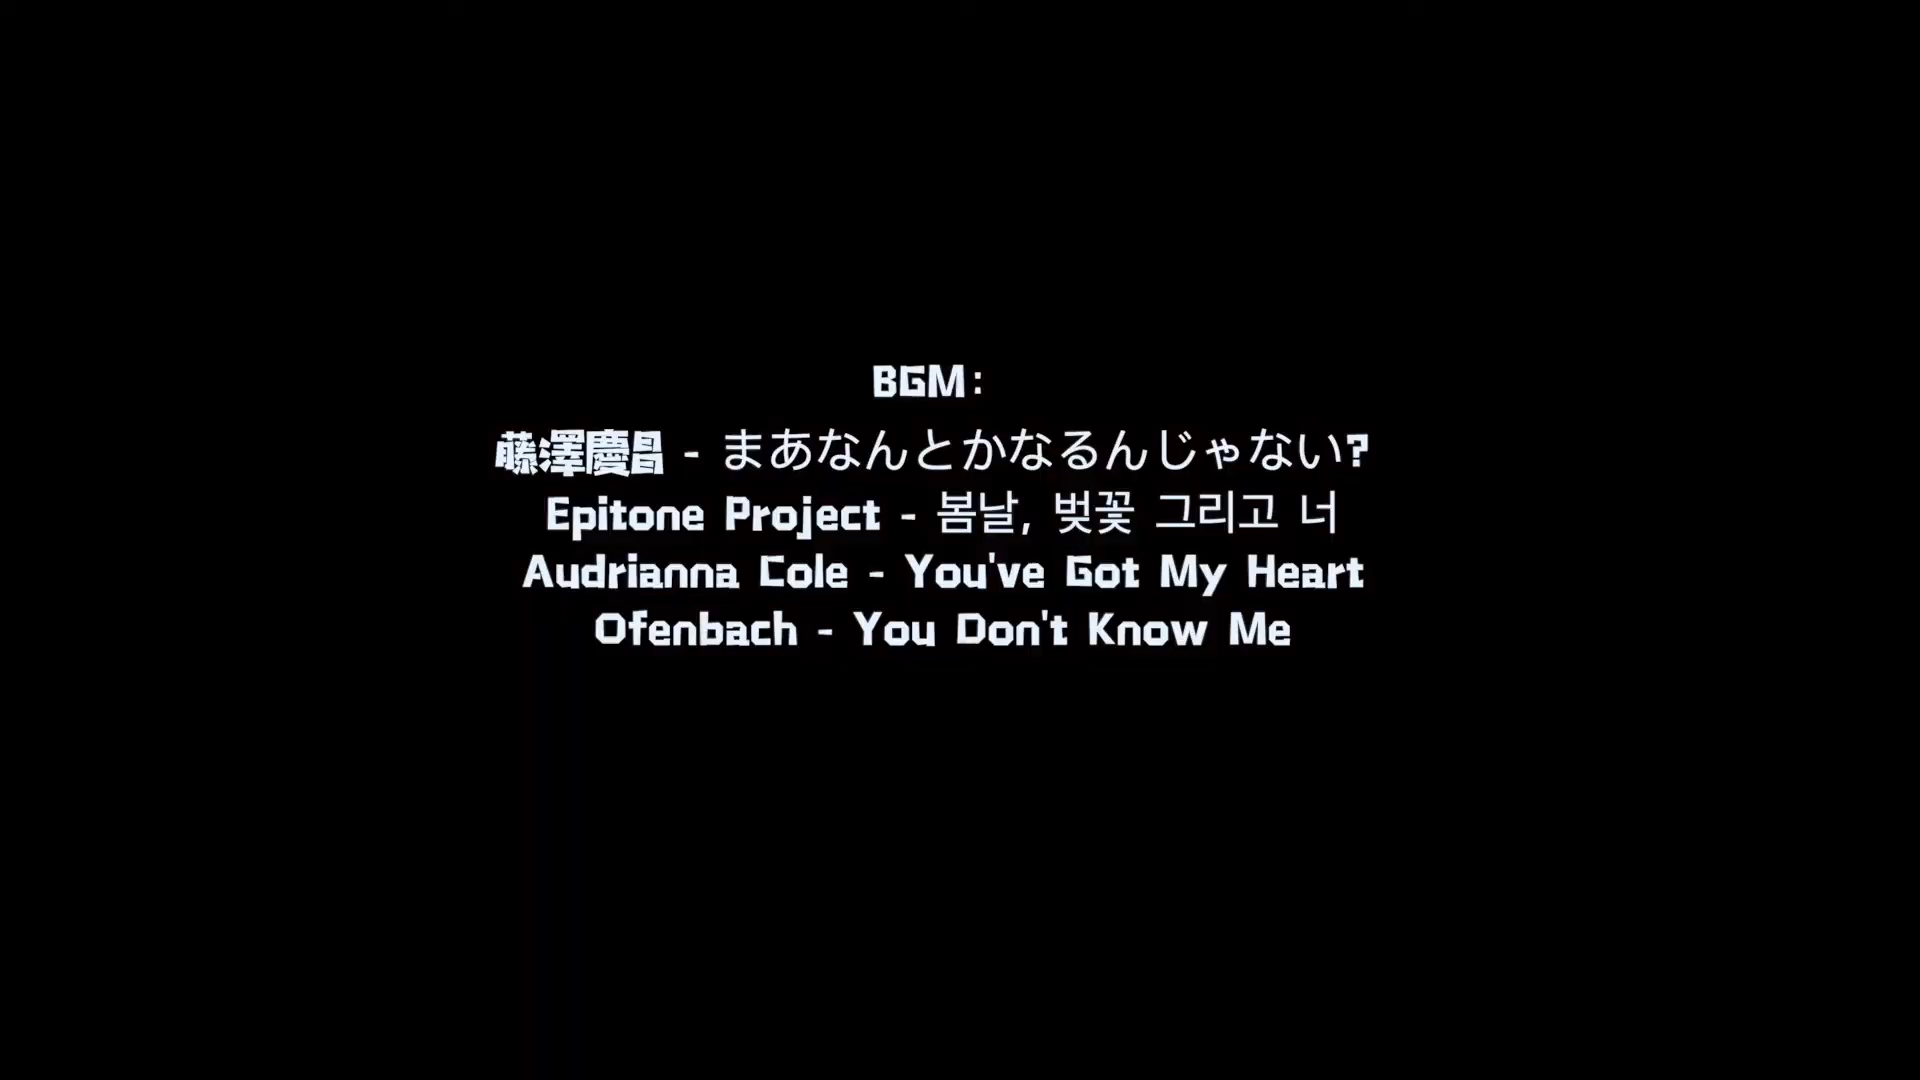 BGM:
藤澤慶昌 - まあなんとかなるんじゃない?
Epitone Project - 봄날, 벚꽃 그리고 너
Audrianna Cole - You've Got My Heart
Ofenbach - You Don't Know Me